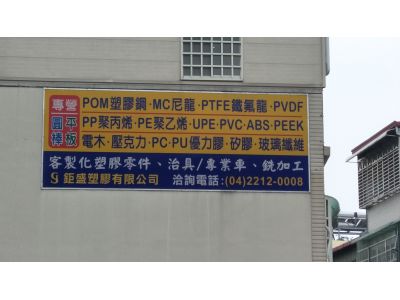 專營
POM塑膠鋼·MC尼龍·PTFE鐵氟龍·PVDF
圓平
PP聚丙烯·PE聚乙烯·UPE·PVC·ABS·PEEK
棒板
電木·壓克力·PC·PU優力膠·矽膠·玻璃纖維
客製化塑膠零件、治具/專業車、銑加工
鉅盛塑膠有限公司 洽詢電話:(04)2212-0008